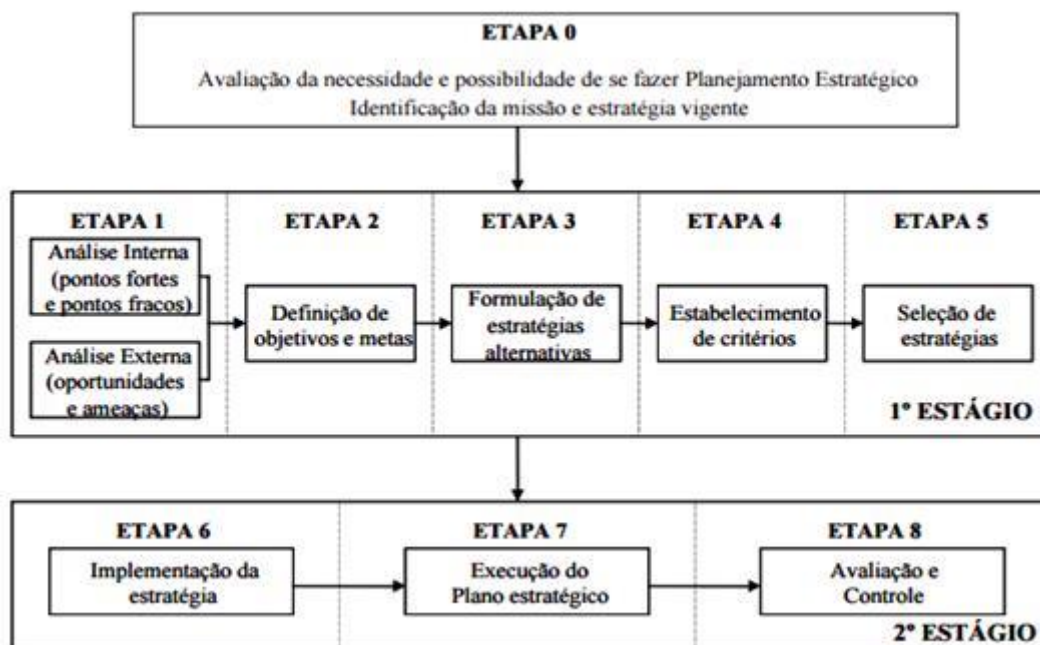 ETAPA 0
Avaliação da necessidade e possibilidade de se fazer Planejamento Estratégico
Identificação da missão e estratégia vigente
ETAPA 1
Análise Interna
(pontos fortes
e pontos fracos)
Análise Externa
(oportunidades
e ameaças)
ETAPA 2
Definição de
objetivos e metas
ETAPA 3
Formulação de
estratégias
alternativas
ETAPA 4
Estabelecimento
de critérios
ETAPA 5
Seleção de
estratégias
1º ESTÁGIO
ETAPA 6
Implementação da
estratégia
ETAPA 7
Execução do
Plano estratégico
ETAPA 8
Avaliação e
Controle
2º ESTÁGIO